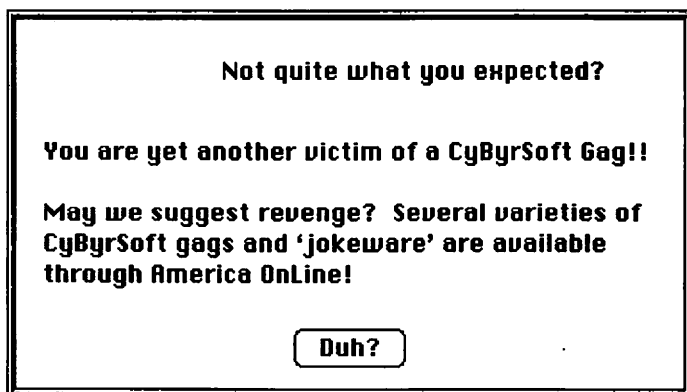 Not quite what you expected?
You are yet another victim of a CyByrSoft Gag!!
May we suggest revenge?  Several varieties of
CyByrSoft gags and ‘jokeware’ are available
through America OnLine!
Duh?